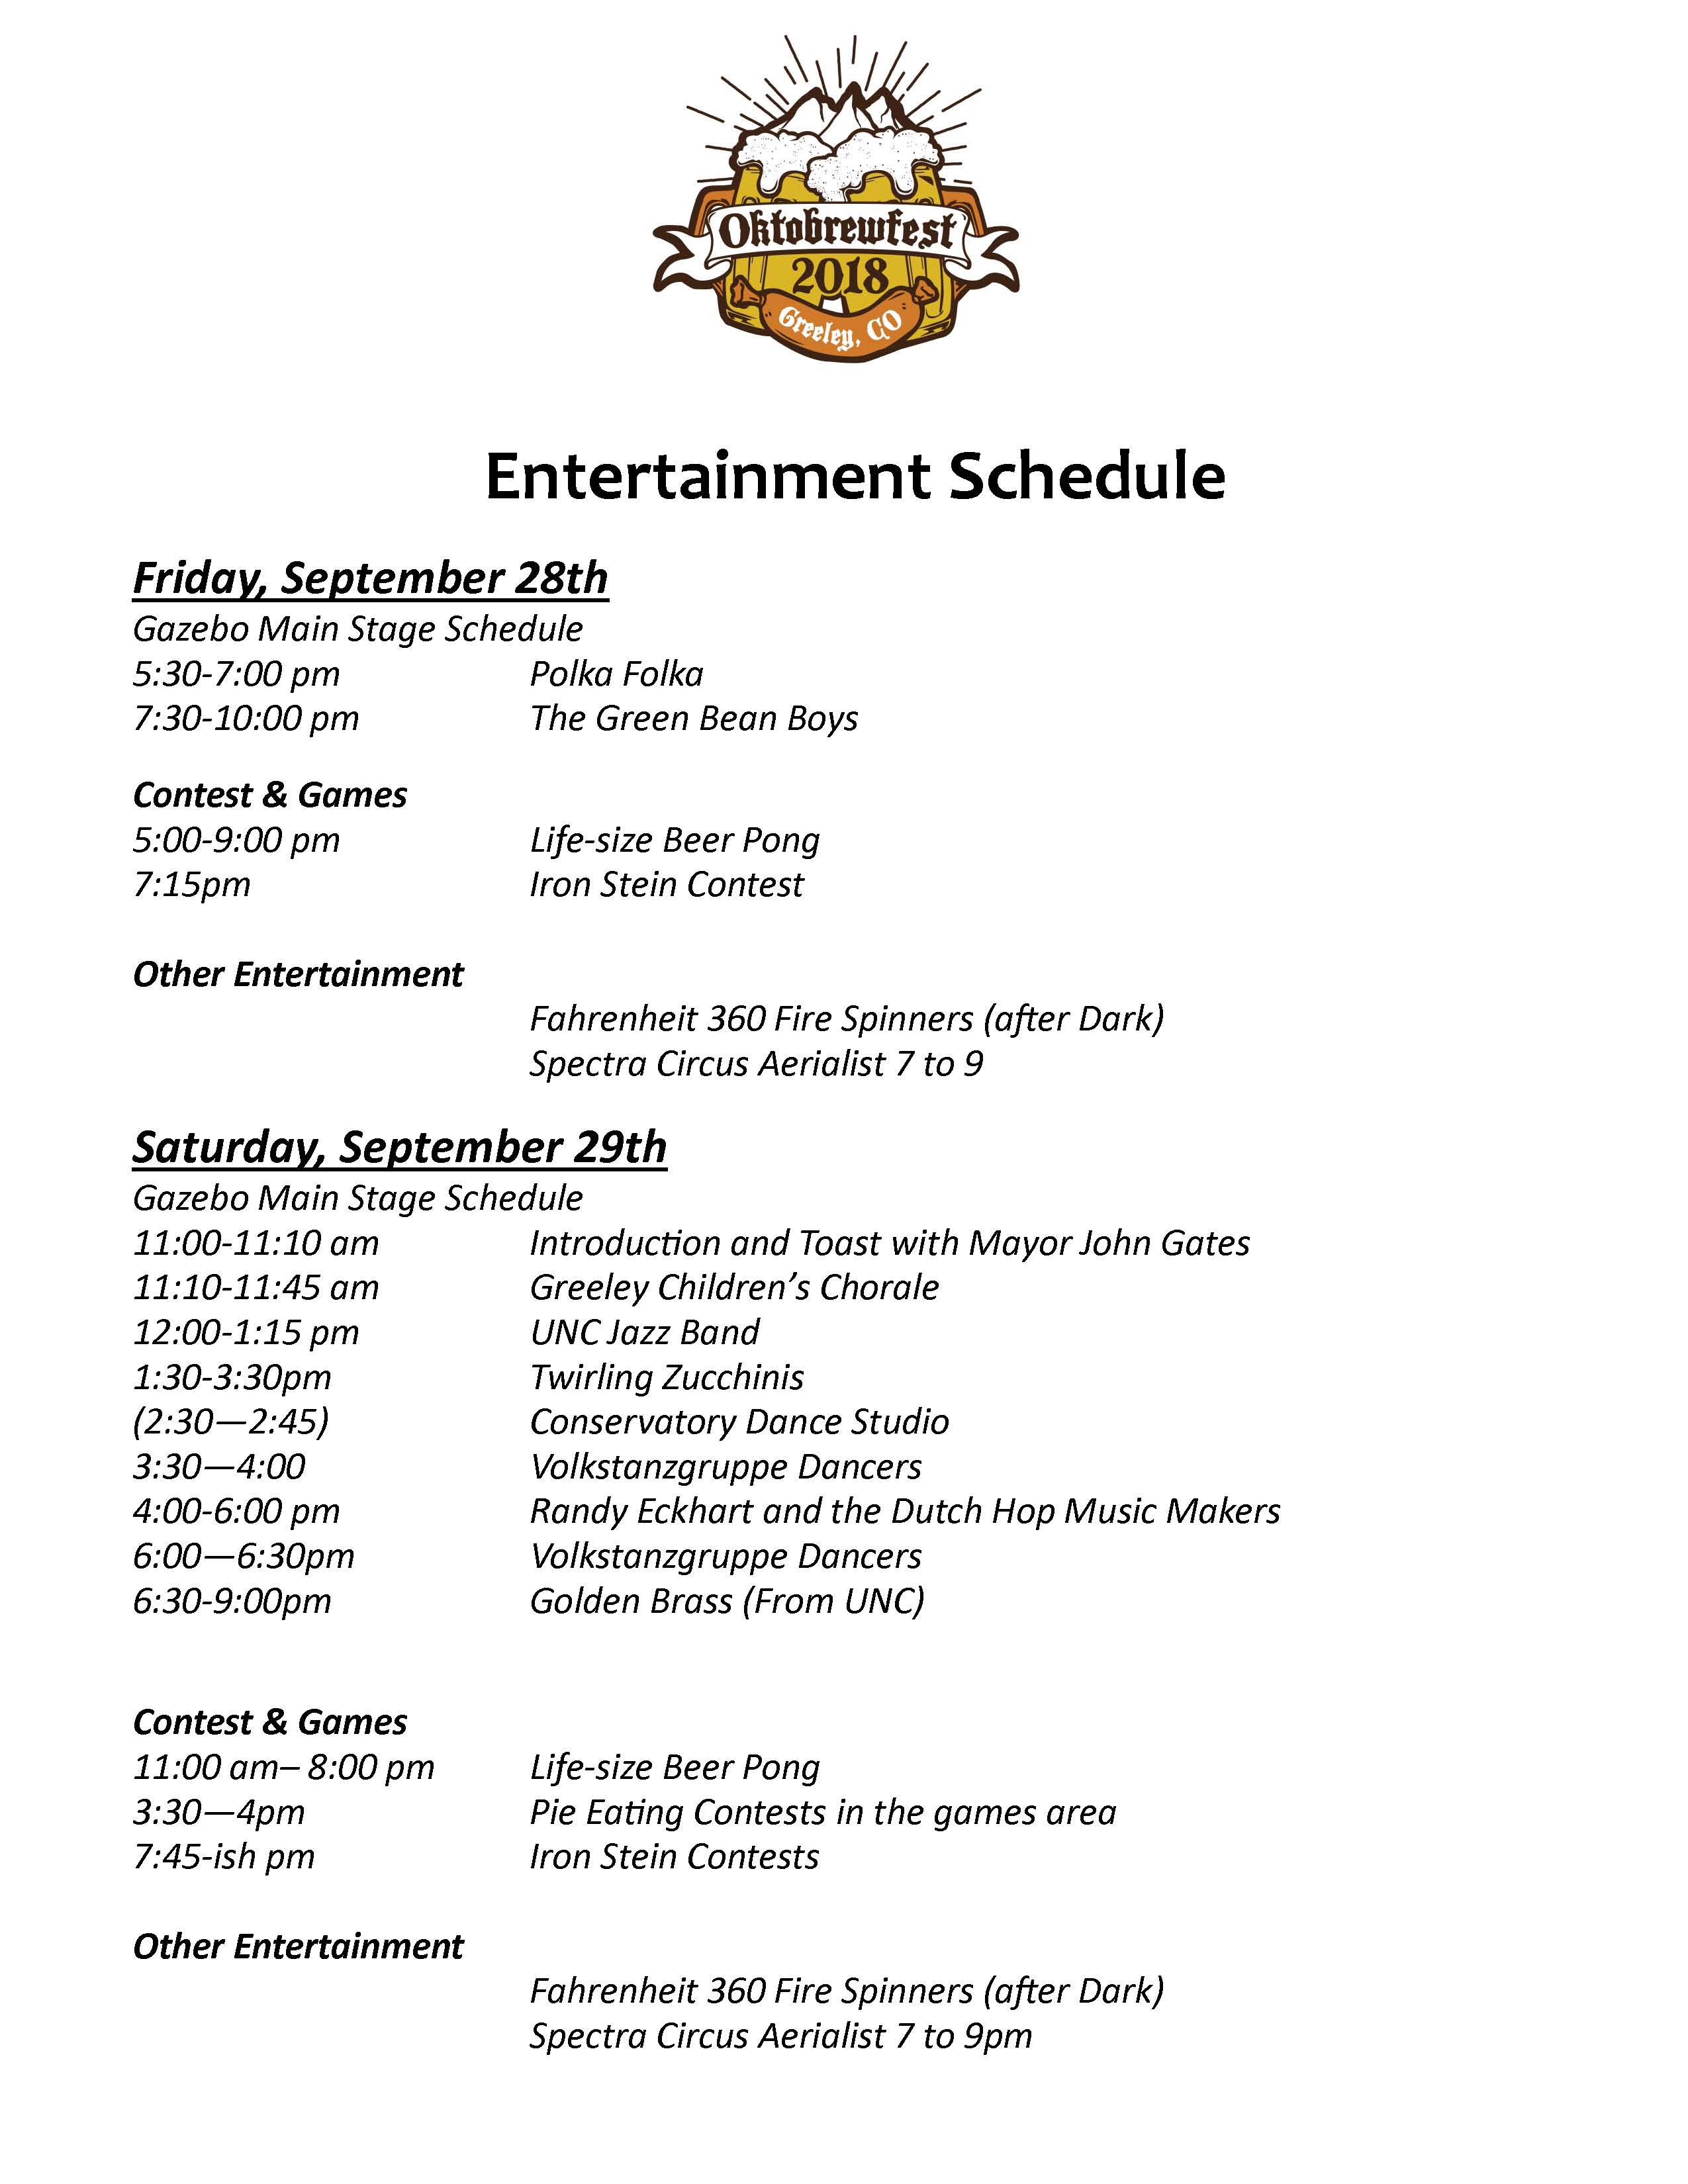 Oktobrewfest
2018
Greeley, CO
Entertainment Schedule
Friday, September 28th
Gazebo Main Stage Schedule
5:30-7:00 pm Polka Folka
7:30-10:00 pm The Green Bean Boys
Contest & Games
5:00-9:00 pm Life-size Beer Pong
7:15pm Iron Stein Contest
Other Entertainment
Fahrenheit 360 Fire Spinners (after Dark)
Spectra Circus Aerialist 7 to 9
Saturday, September 29th
Gazebo Main Stage Schedule
11:00-11:10 am Introduction and Toast with Mayor John Gates
11:10-11:45 am Greeley Children’s Chorale
12:00-1:15 pm UNC Jazz Band
1:30-3:30pm Twirling Zucchinis
(2:30—2:45) Conservatory Dance Studio
3:30—4:00 Volkstanzgruppe Dancers
4:00-6:00 pm Randy Eckhart and the Dutch Hop Music Makers
6:00—6:30pm Volkstanzgruppe Dancers
6:30-9:00pm Golden Brass (From UNC)
Contest & Games
11:00 am– 8:00 pm Life-size Beer Pong
3:30—4pm Pie Eating Contests in the games area
7:45-ish pm Iron Stein Contests
Other Entertainment
Fahrenheit 360 Fire Spinners (after Dark)
Spectra Circus Aerialist 7 to 9pm